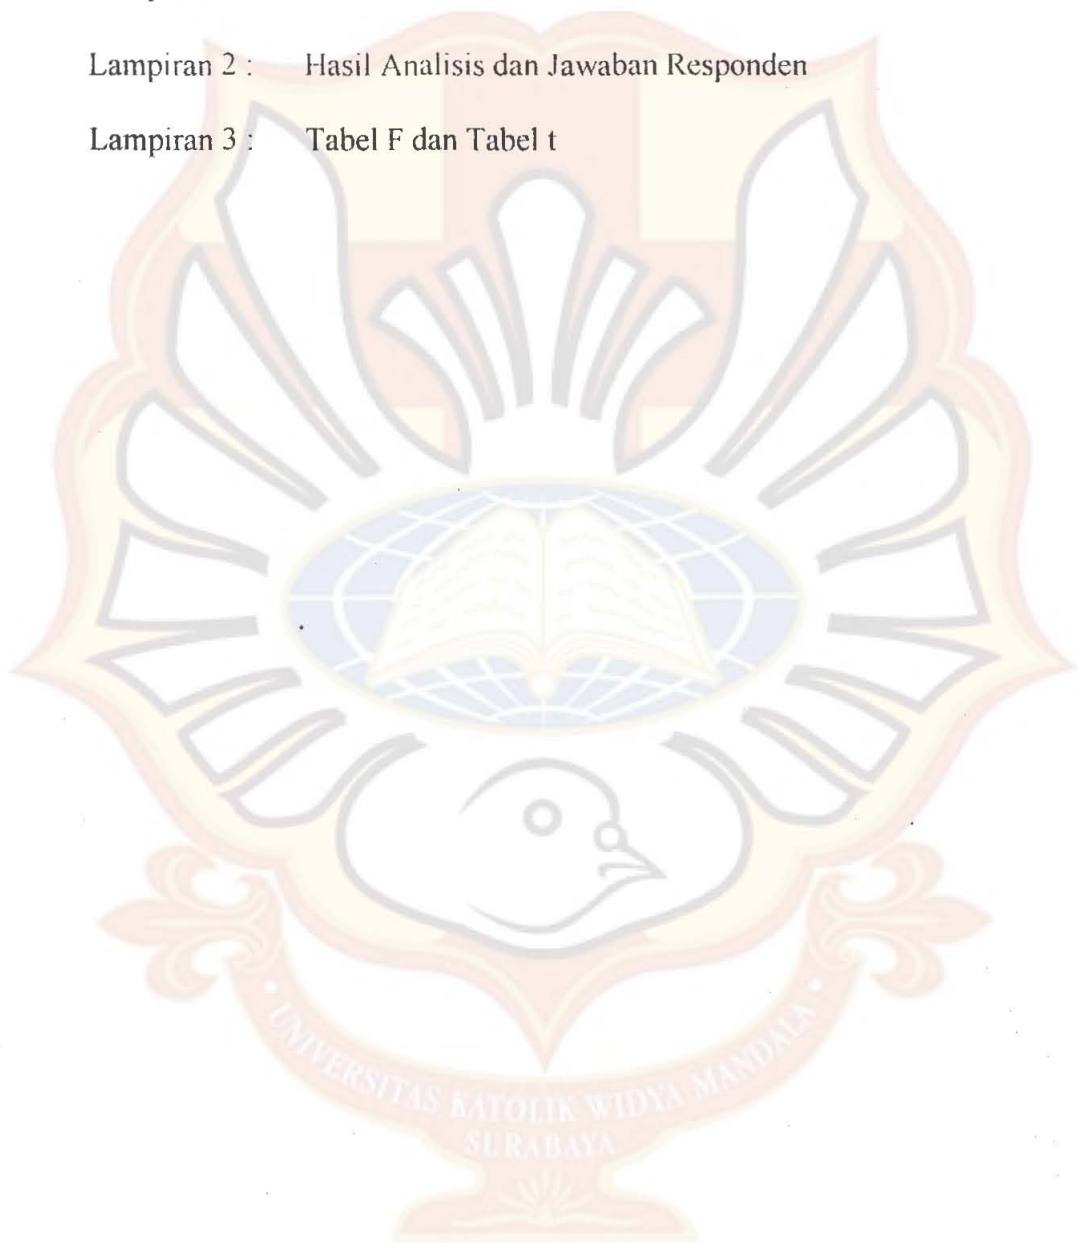 Lampiran 2 : Hasil Analisis dan Jawaban Responden
Lampiran 3 : Tabel F dan Tabel t
• UNIVERSITAS KATOLIK WIDYA MANDALA •
SURABAYA